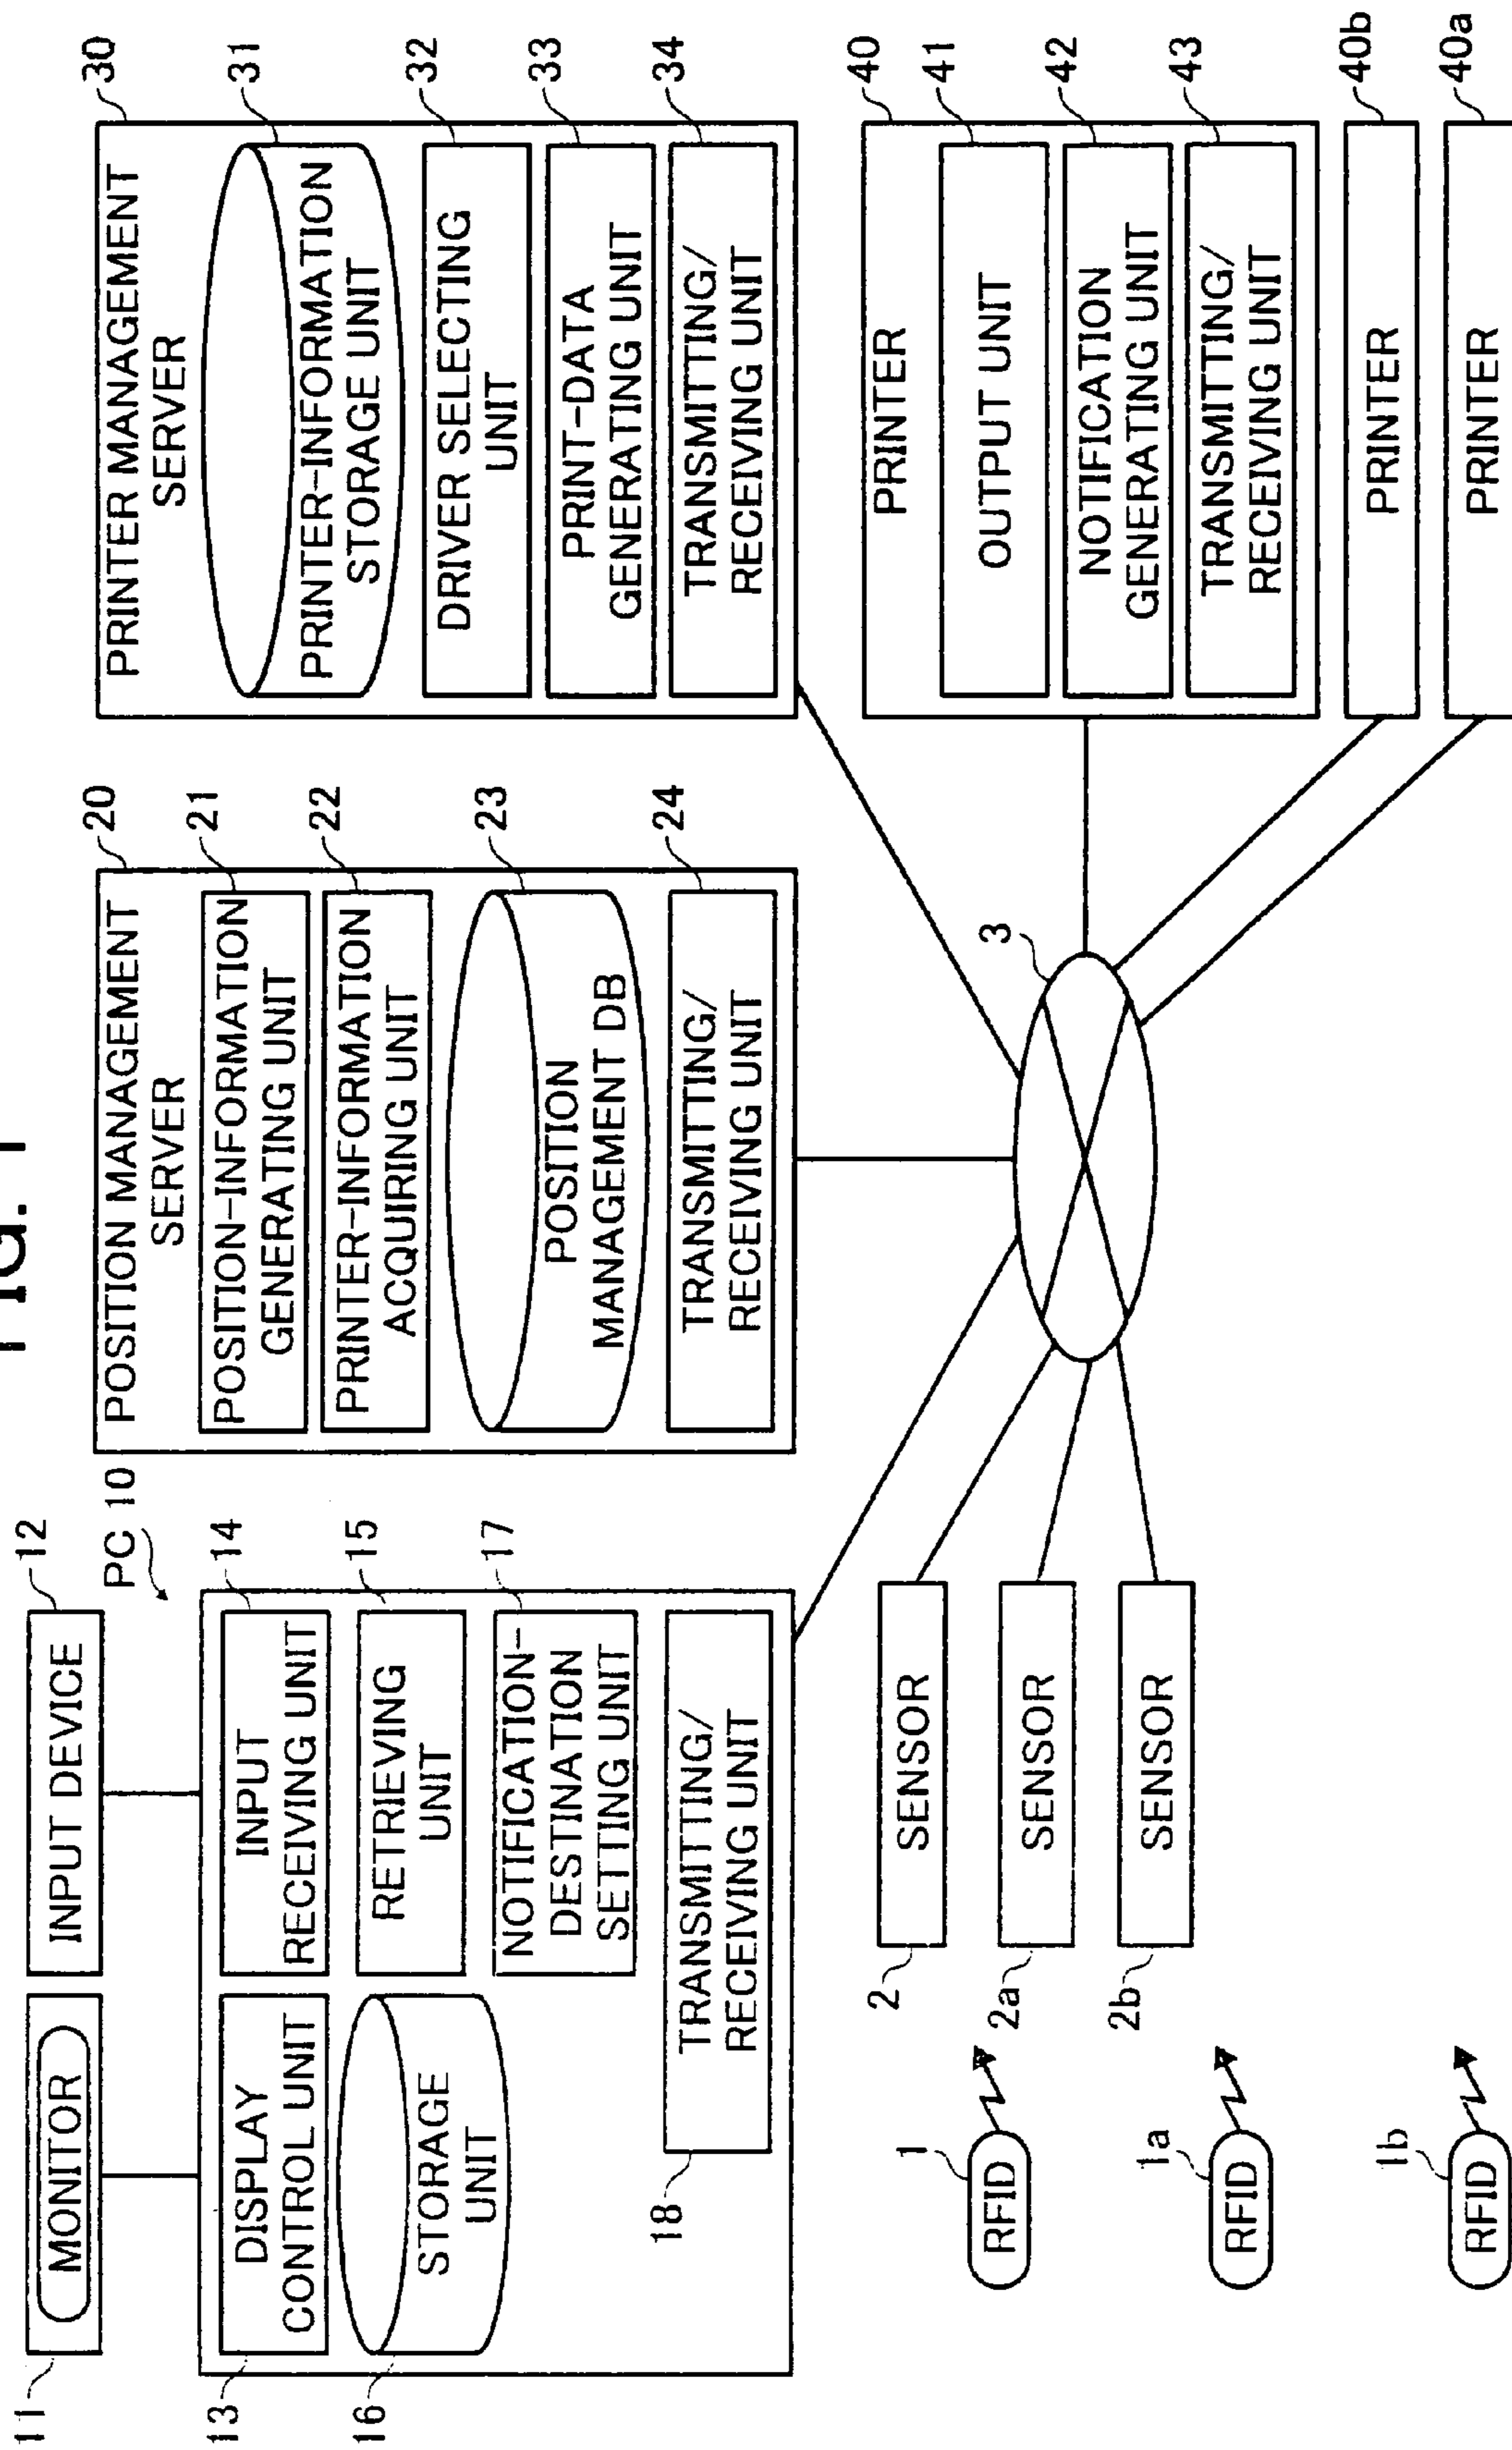 FIG. 1
11
MONITOR
INPUT DEVICE
12
PC 10
13
DISPLAY
CONTROL UNIT
INPUT
RECEIVING UNIT
14
16
STORAGE
UNIT
RETRIEVING
UNIT
15
NOTIFICATION-
DESTINATION
SETTING UNIT
17
18
TRANSMITTING/
RECEIVING UNIT
POSITION MANAGEMENT
SERVER
20
POSITION-INFORMATION
GENERATING UNIT
21
PRINTER-INFORMATION
ACQUIRING UNIT
22
POSITION
MANAGEMENT DB
23
TRANSMITTING/
RECEIVING UNIT
24
PRINTER MANAGEMENT
SERVER
30
PRINTER-INFORMATION
STORAGE UNIT
31
DRIVER SELECTING
UNIT
32
PRINT-DATA
GENERATING UNIT
33
TRANSMITTING/
RECEIVING UNIT
34
1
RFID
1a
RFID
1b
RFID
2
SENSOR
2a
SENSOR
2b
SENSOR
3
PRINTER
40
OUTPUT UNIT
41
NOTIFICATION
GENERATING UNIT
42
TRANSMITTING/
RECEIVING UNIT
43
PRINTER
40b
PRINTER
40a